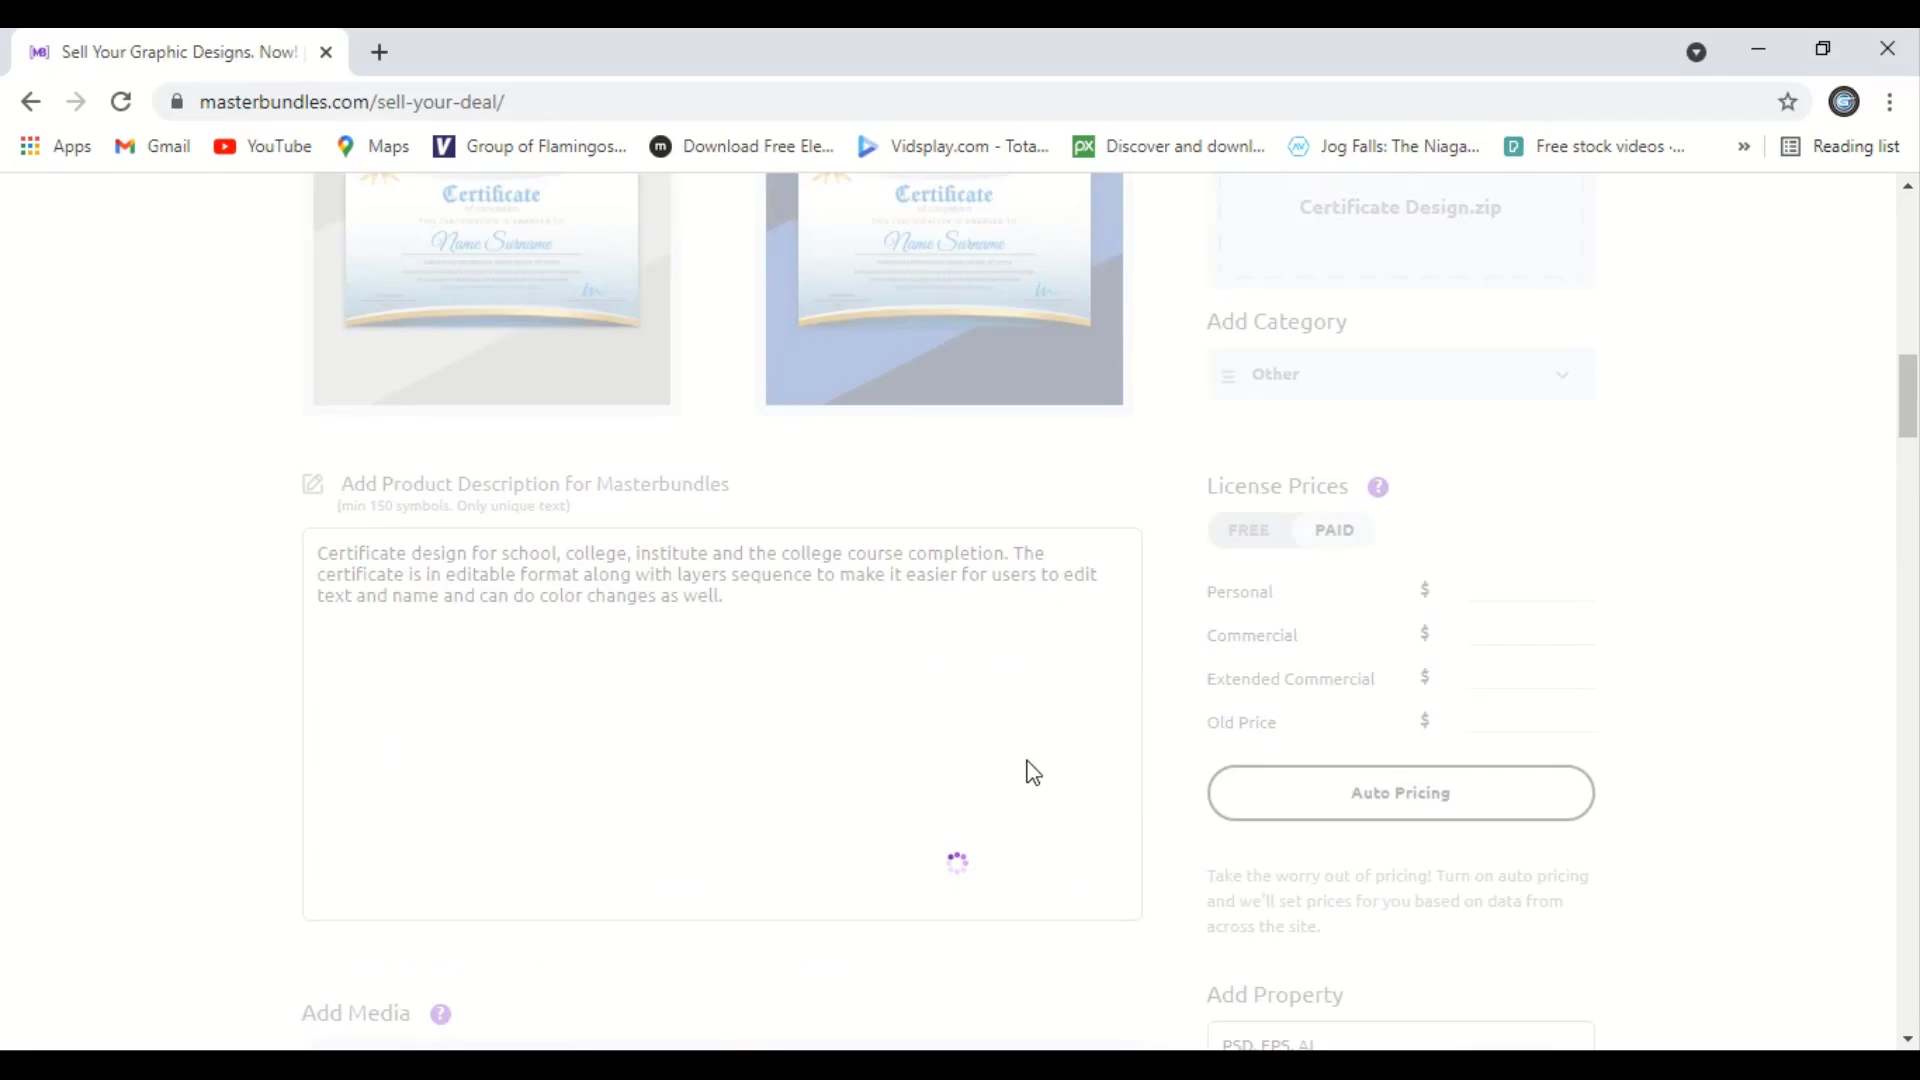 Sell Your Graphic Designs. Now!
masterbundles.com/sell-your-deal/
Apps Gmail YouTube Maps Group of Flamingos... Download Free Ele... Vidsplay.com - Tota... Discover and downl... Jog Falls: The Niaga... Free stock videos ·... » Reading list
Certificate
Name Surname
Certificate
Name Surname
Certificate Design.zip
Add Category
Other
Add Product Description for Masterbundles
(min 150 symbols. Only unique text)
Certificate design for school, college, institute and the college course completion. The
certificate is in editable format along with layers sequence to make it easier for users to edit
text and name and can do color changes as well.
License Prices ?
FREE PAID
Personal $
Commercial $
Extended Commercial $
Old Price $
Auto Pricing
Take the worry out of pricing! Turn on auto pricing
and we'll set prices for you based on data from
across the site.
Add Media ?
Add Property
PSD, EPS, AI